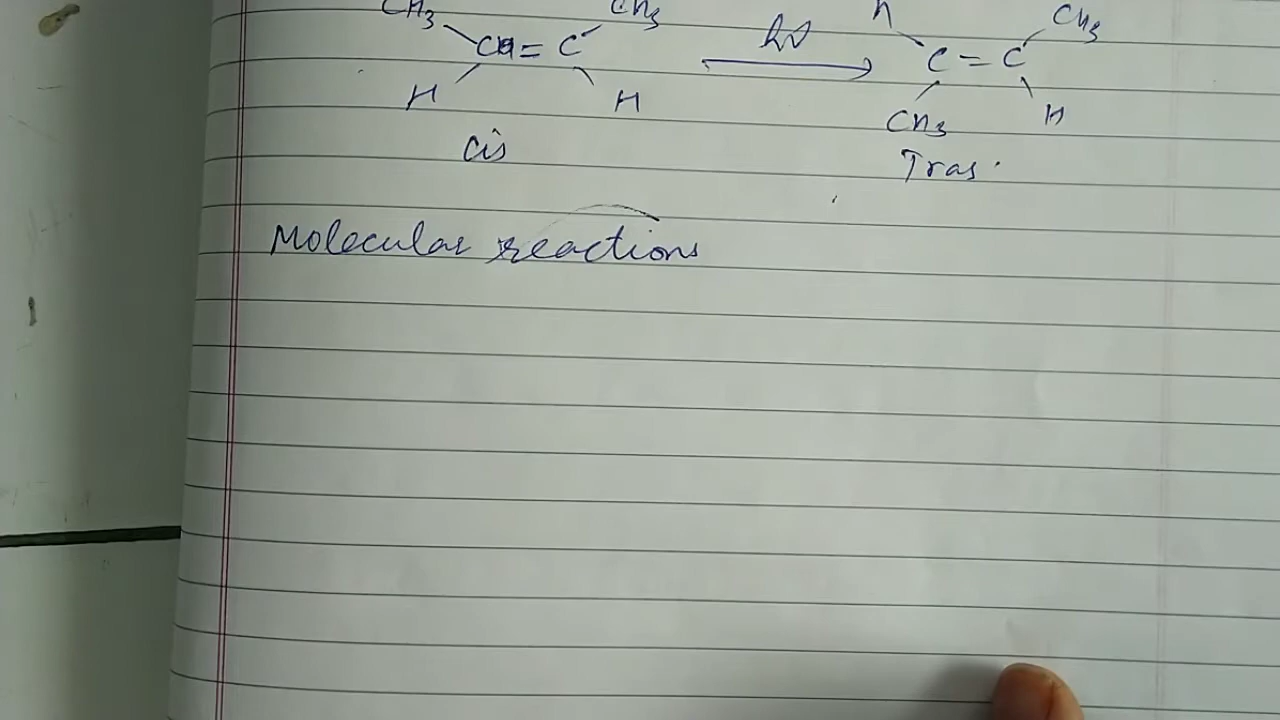 CH3 CH3 hν h CH3
CH = C C = C
H H CH3 H
cis Tras.
Molecular reactions